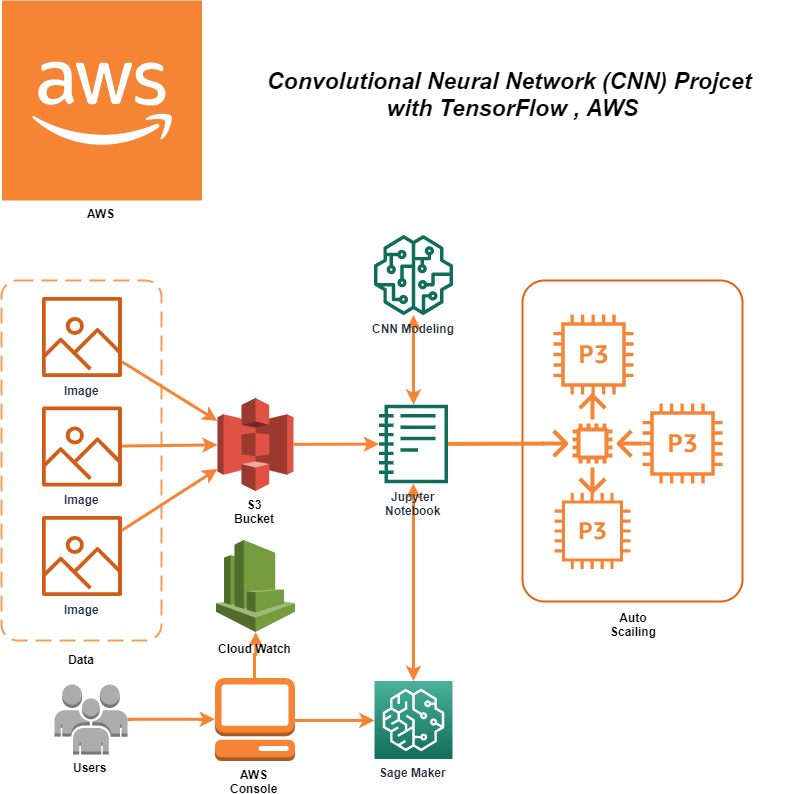 aws
Convolutional Neural Network (CNN) Projcet
with TensorFlow , AWS
AWS
CNN Modeling
Image
P3
Image
S3
Bucket
Jupyter
Notebook
P3
P3
Image
Auto
Scailing
Cloud Watch
Data
Users
AWS
Console
Sage Maker